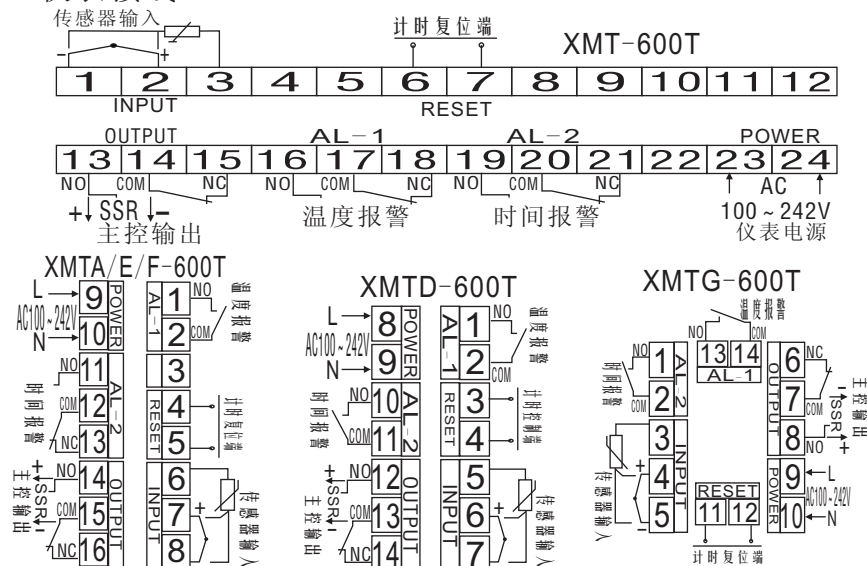 传感器输入
计时复位端
XMT-600T
- +
1 2 3 4 5 6 7 8 9 10 11 12
INPUT RESET
OUTPUT AL-1 AL-2 POWER
13 14 15 16 17 18 19 20 21 22 23 24
NO COM NC NO COM NC NO COM NC AC
+ SSR - 温度报警 时间报警 100~242V
主控输出 仪表电源
XMTA/E/F-600T
L 9 POWER AL-1 1 NO 温度报警
AC100~242V
N 10 2 COM
NO 11 AL-2 3
时间报警 COM 12 RESET 4 计时复位端
NC 13 5
主控输出 + SSR - NO 14 OUTPUT INPUT 6 传感器输入
COM 15 7 +
NC 16 8 -
XMTD-600T
L 8 POWER AL-1 1 NO 温度报警
AC100~242V
N 9 2 COM
时间报警 NO 10 AL-2 RESET 3 计时控制端
COM 11 4
主控输出 + SSR - NO 12 OUTPUT INPUT 5 传感器输入
COM 13 6 +
NC 14 7 -
XMTG-600T
温度报警
NO COM
13 14
AL-1
NO 1 AL-2 OUTPUT 6 NC
时间报警 2 7 COM - SSR + 主控输出
3 INPUT 8 NO
传感器输入 + 4 POWER 9 L
AC100~242V
- 5 10 N
RESET
11 12
计时复位端